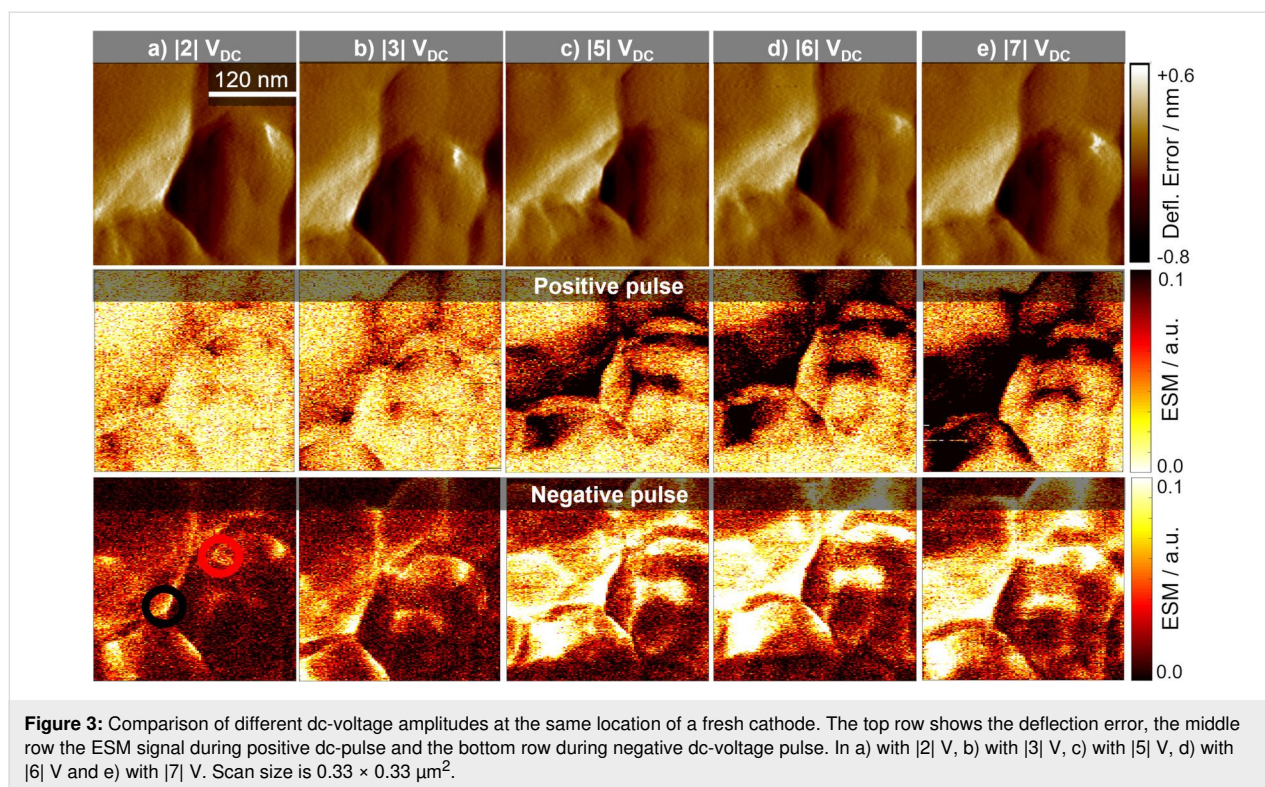 a) |2| V_DC
b) |3| V_DC
c) |5| V_DC
d) |6| V_DC
e) |7| V_DC
120 nm
+0.6
Defl. Error / nm
-0.8
Positive pulse
0.1
ESM / a.u.
0.0
Negative pulse
0.1
ESM / a.u.
0.0
Figure 3: Comparison of different dc-voltage amplitudes at the same location of a fresh cathode. The top row shows the deflection error, the middle
row the ESM signal during positive dc-pulse and the bottom row during negative dc-voltage pulse. In a) with |2| V, b) with |3| V, c) with |5| V, d) with
|6| V and e) with |7| V. Scan size is 0.33 × 0.33 µm².